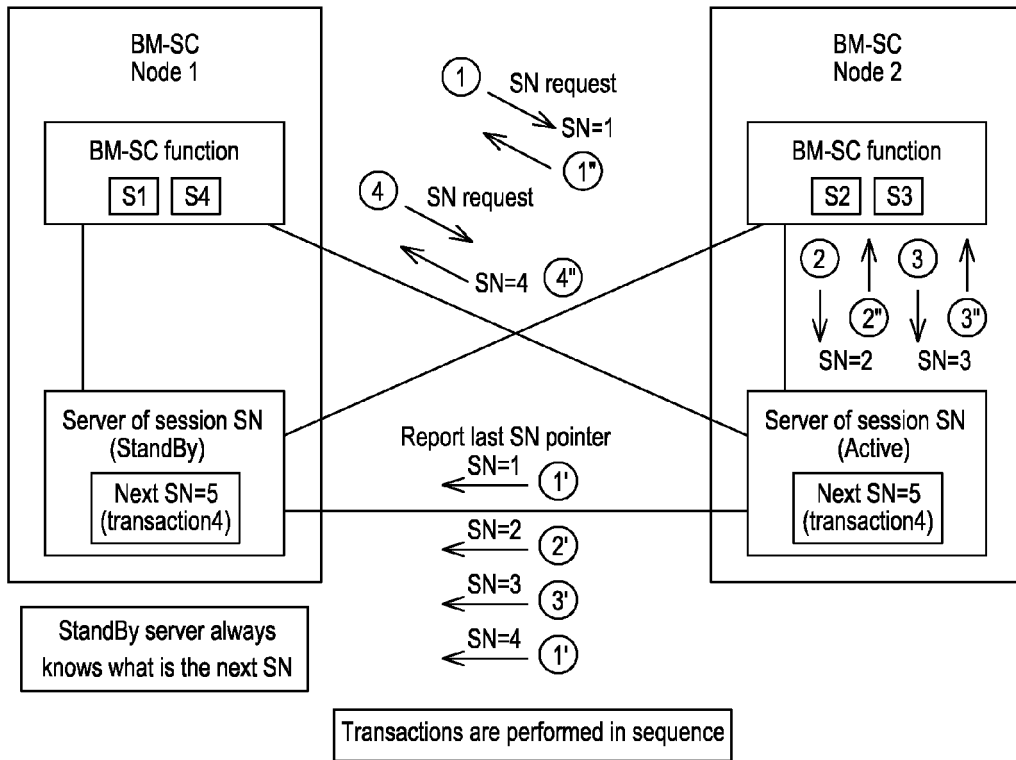 BM-SC
Node 1
BM-SC function
S1 S4
Server of session SN
(StandBy)
Next SN=5
(transaction4)
1
SN request
SN=1
1"
4
SN request
SN=4 4"
Report last SN pointer
SN=1
1'
SN=2
2'
SN=3
3'
SN=4
1'
BM-SC
Node 2
BM-SC function
S2 S3
2 3
2" 3"
SN=2 SN=3
Server of session SN
(Active)
Next SN=5
(transaction4)
StandBy server always
knows what is the next SN
Transactions are performed in sequence